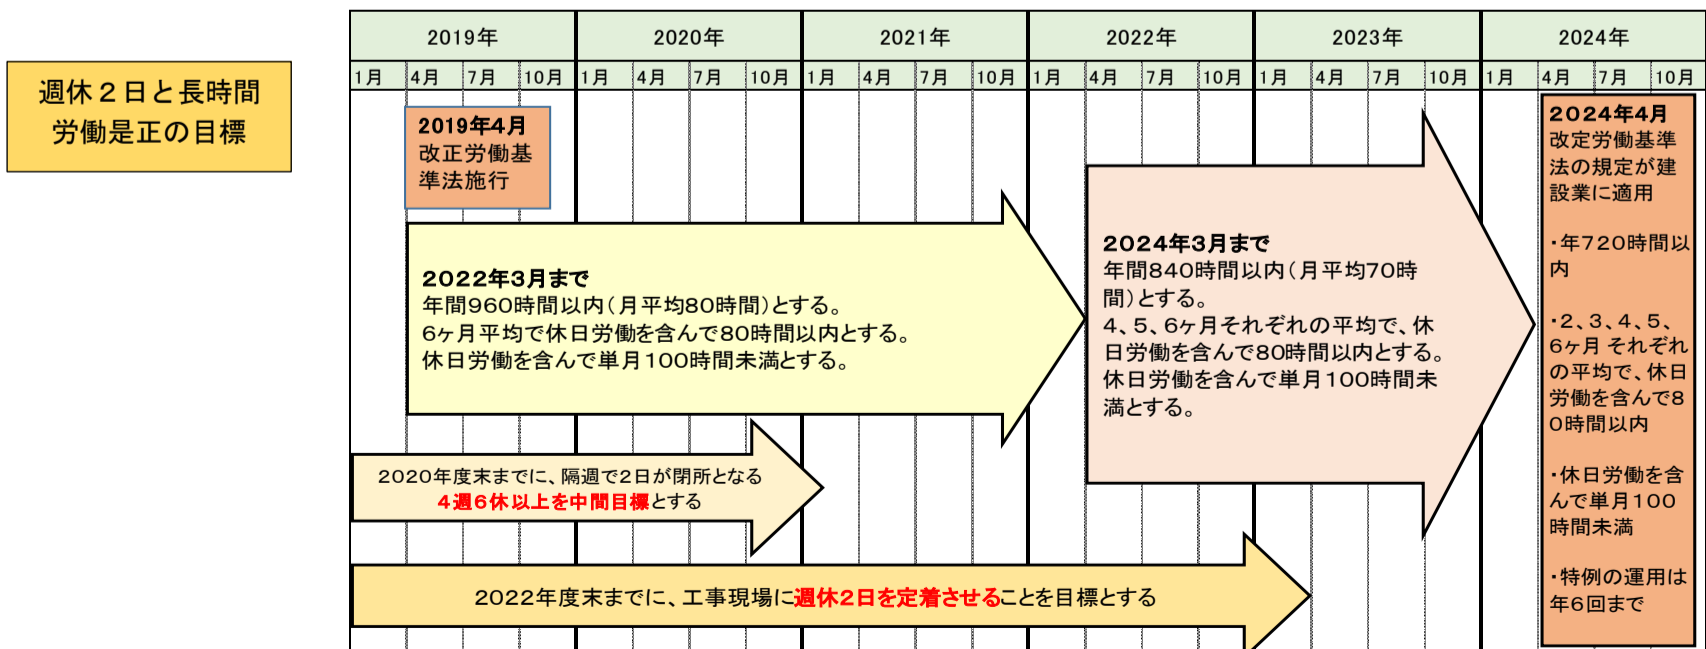 週休２日と長時間
労働是正の目標
2019年 2020年 2021年 2022年 2023年 2024年
1月 4月 7月 10月 1月 4月 7月 10月 1月 4月 7月 10月 1月 4月 7月 10月 1月 4月 7月 10月 1月 4月 7月 10月
2019年4月
改正労働基
準法施行
２０２２年３月まで
年間９６０時間以内（月平均８０時間）とする。
６ヶ月平均で休日労働を含んで８０時間以内とする。
休日労働を含んで単月１００時間未満とする。
２０２４年３月まで
年間８４０時間以内（月平均７０時
間）とする。
４、５、６ヶ月それぞれの平均で、休
日労働を含んで８０時間以内とする。
休日労働を含んで単月１００時間未
満とする。
２０２４年４月
改定労働基準
法の規定が建
設業に適用
・年７２０時間以
内
・２、３、４、５、
６ヶ月 それぞれ
の平均で、休日
労働を含んで８
０時間以内
・休日労働を含
んで単月１００
時間未満
・特例の運用は
年６回まで
２０２０年度末までに、隔週で２日が閉所となる
４週６休以上を中間目標とする
２０２２年度末までに、工事現場に週休２日を定着させることを目標とする